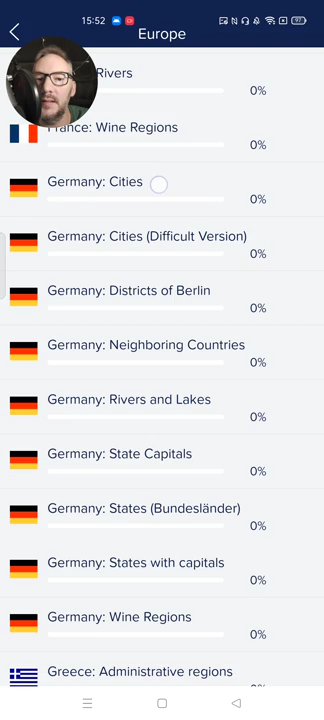 15:52
97
Europe
Rivers
0%
France: Wine Regions
0%
Germany: Cities
0%
Germany: Cities (Difficult Version)
0%
Germany: Districts of Berlin
0%
Germany: Neighboring Countries
0%
Germany: Rivers and Lakes
0%
Germany: State Capitals
0%
Germany: States (Bundesländer)
0%
Germany: States with capitals
0%
Germany: Wine Regions
0%
Greece: Administrative regions
0%